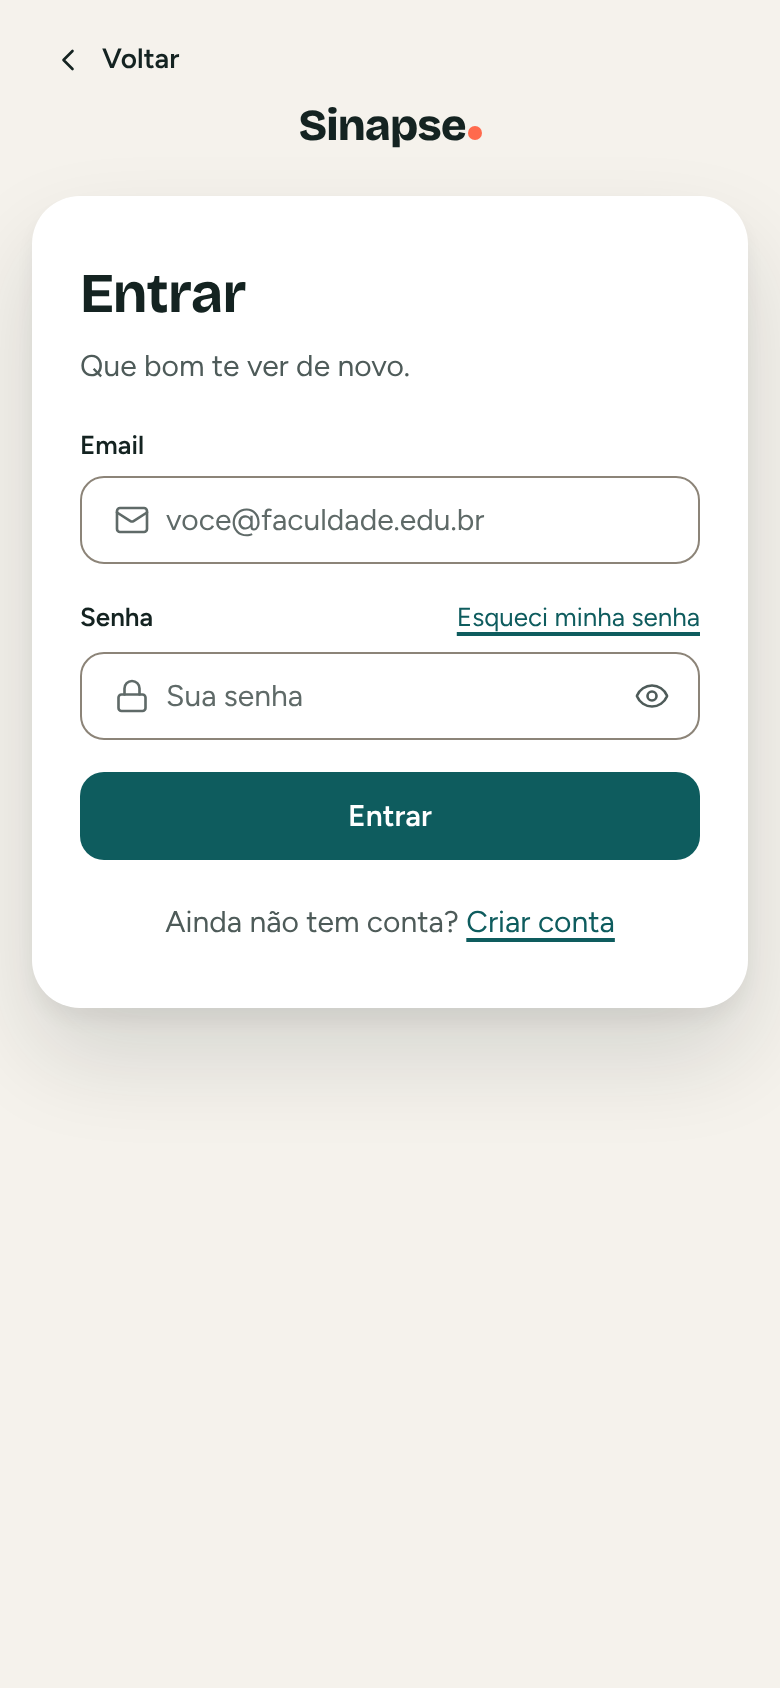 Voltar
Sinapse.
Entrar
Que bom te ver de novo.
Email
voce@faculdade.edu.br
Senha Esqueci minha senha
Sua senha
Entrar
Ainda não tem conta? Criar conta